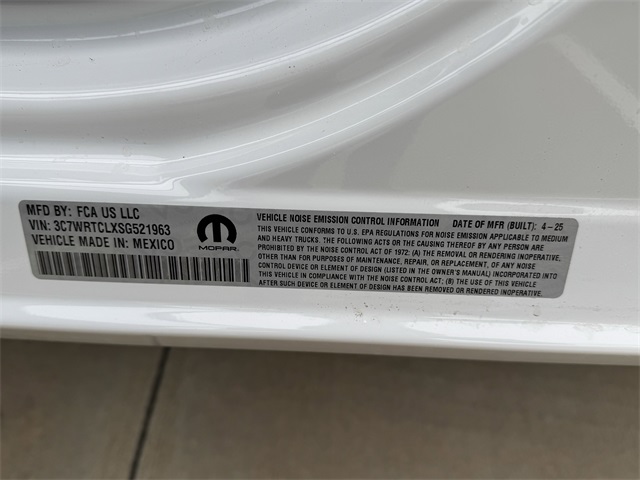 MFD BY: FCA US LLC
VIN: 3C7WRTCLXSG521963
VEHICLE MADE IN: MEXICO
MOPAR
VEHICLE NOISE EMISSION CONTROL INFORMATION DATE OF MFR (BUILT): 4-25
THIS VEHICLE CONFORMS TO U.S. EPA REGULATIONS FOR NOISE EMISSION APPLICABLE TO MEDIUM
AND HEAVY TRUCKS. THE FOLLOWING ACTS OR THE CAUSING THEREOF BY ANY PERSON ARE
PROHIBITED BY THE NOISE CONTROL ACT OF 1972; (A) THE REMOVAL OR RENDERING INOPERATIVE,
OTHER THAN FOR PURPOSES OF MAINTENANCE, REPAIR, OR REPLACEMENT, OF ANY NOISE
CONTROL DEVICE OR ELEMENT OF DESIGN (LISTED IN THE OWNER'S MANUAL) INCORPORATED INTO
THIS VEHICLE IN COMPLIANCE WITH THE NOISE CONTROL ACT; (B) THE USE OF THIS VEHICLE
AFTER SUCH DEVICE OR ELEMENT OF DESIGN HAS BEEN REMOVED OR RENDERED INOPERATIVE.